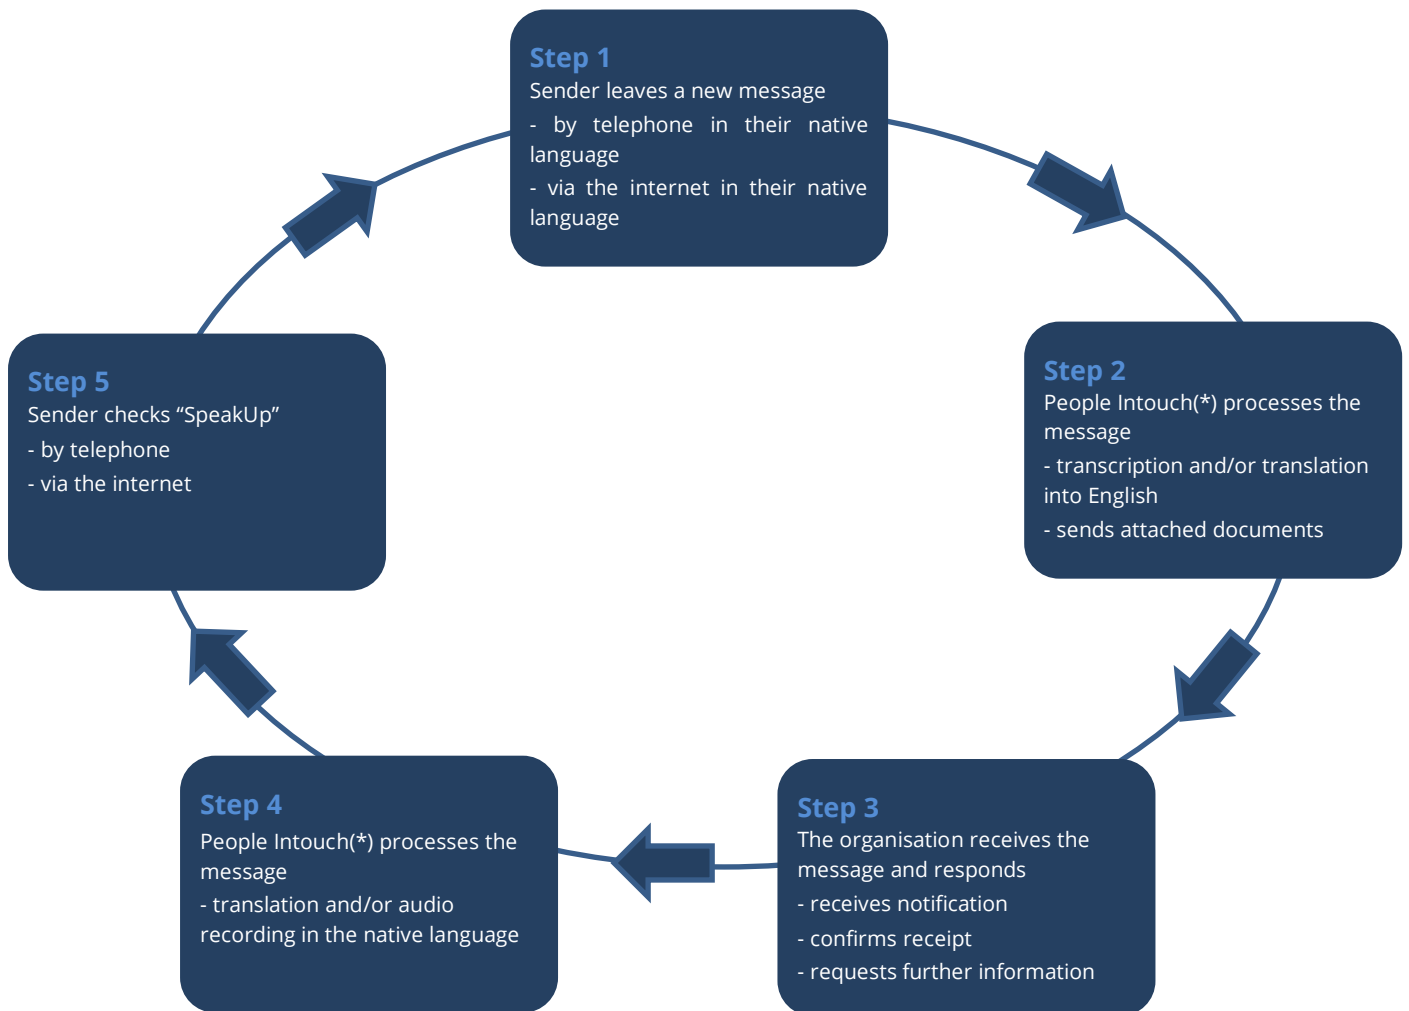 Step 1
Sender leaves a new message
- by telephone in their native
language
- via the internet in their native
language
Step 2
People Intouch(*) processes the
message
- transcription and/or translation
into English
- sends attached documents
Step 3
The organisation receives the
message and responds
- receives notification
- confirms receipt
- requests further information
Step 4
People Intouch(*) processes the
message
- translation and/or audio
recording in the native language
Step 5
Sender checks “SpeakUp”
- by telephone
- via the internet